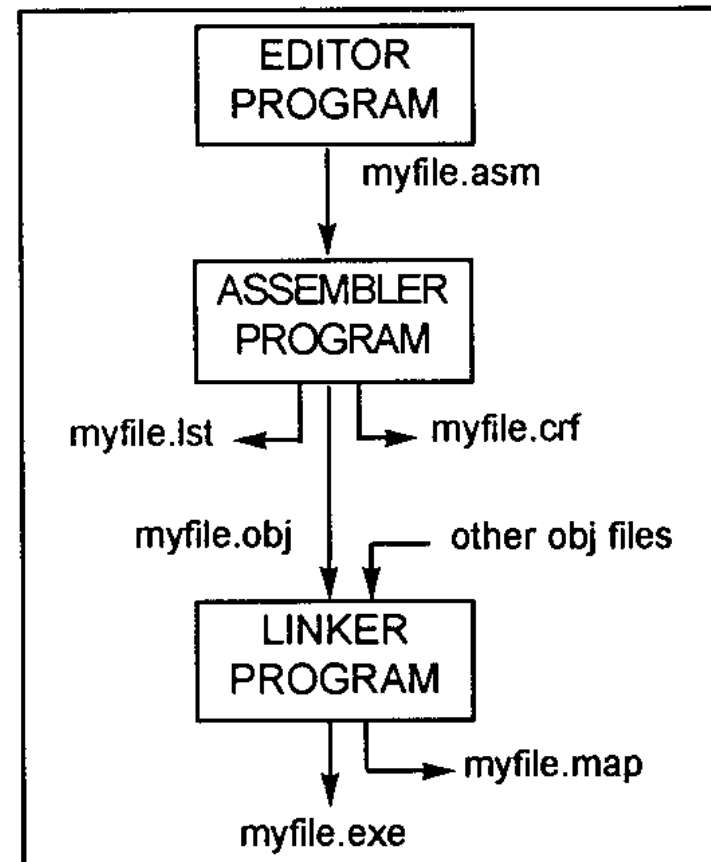 EDITOR
PROGRAM
myfile.asm
ASSEMBLER
PROGRAM
myfile.lst
myfile.crf
myfile.obj
other obj files
LINKER
PROGRAM
myfile.map
myfile.exe